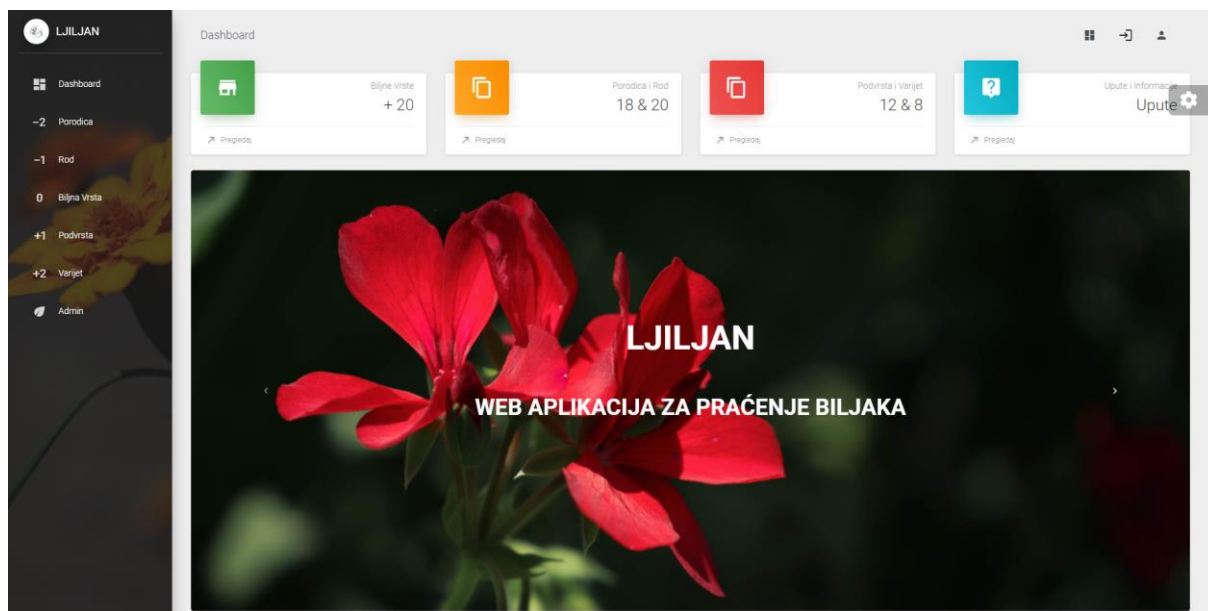 LJILJAN
Dashboard
-2 Porodica
-1 Rod
0 Biljna Vrsta
+1 Podvrsta
+2 Varijet
Admin
Dashboard
Biljne Vrste
+ 20
Pregledaj
Porodica i Rod
18 & 20
Pregledaj
Podvrsta i Varijet
12 & 8
Pregledaj
Upute i Informacije
Upute
Pregledaj
LJILJAN
WEB APLIKACIJA ZA PRAĆENJE BILJAKA